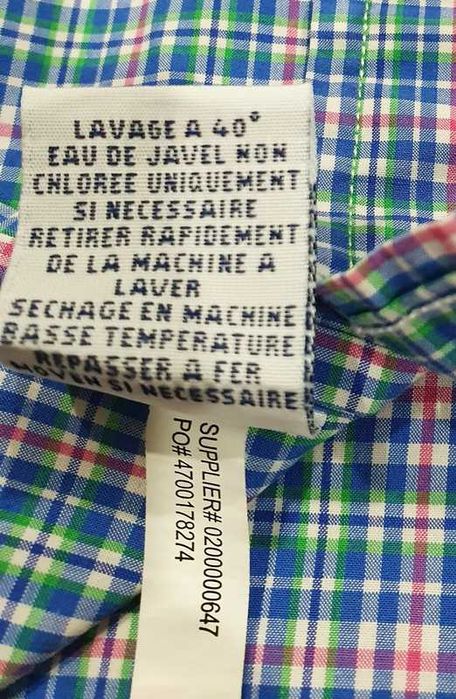 LAVAGE A 40°
EAU DE JAVEL NON
CHLOREE UNIQUEMENT
SI NECESSAIRE
RETIRER RAPIDEMENT
DE LA MACHINE A
LAVER
SECHAGE EN MACHINE
BASSE TEMPERATURE
REPASSER A FER
MOYEN SI NECESSAIRE
SUPPLIER# 0200000647
PO# 4700178274